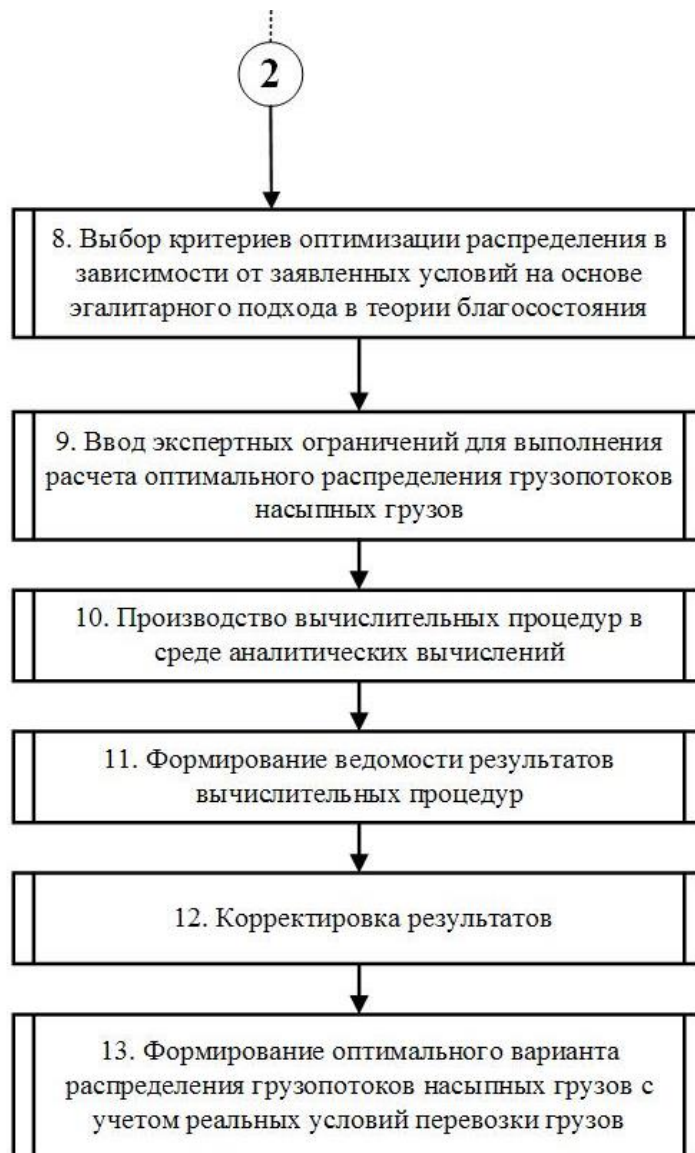 2
8. Выбор критериев оптимизации распределения в
зависимости от заявленных условий на основе
эгалитарного подхода в теории благосостояния
9. Ввод экспертных ограничений для выполнения
расчета оптимального распределения грузопотоков
насыпных грузов
10. Производство вычислительных процедур в
среде аналитических вычислений
11. Формирование ведомости результатов
вычислительных процедур
12. Корректировка результатов
13. Формирование оптимального варианта
распределения грузопотоков насыпных грузов с
учетом реальных условий перевозки грузов